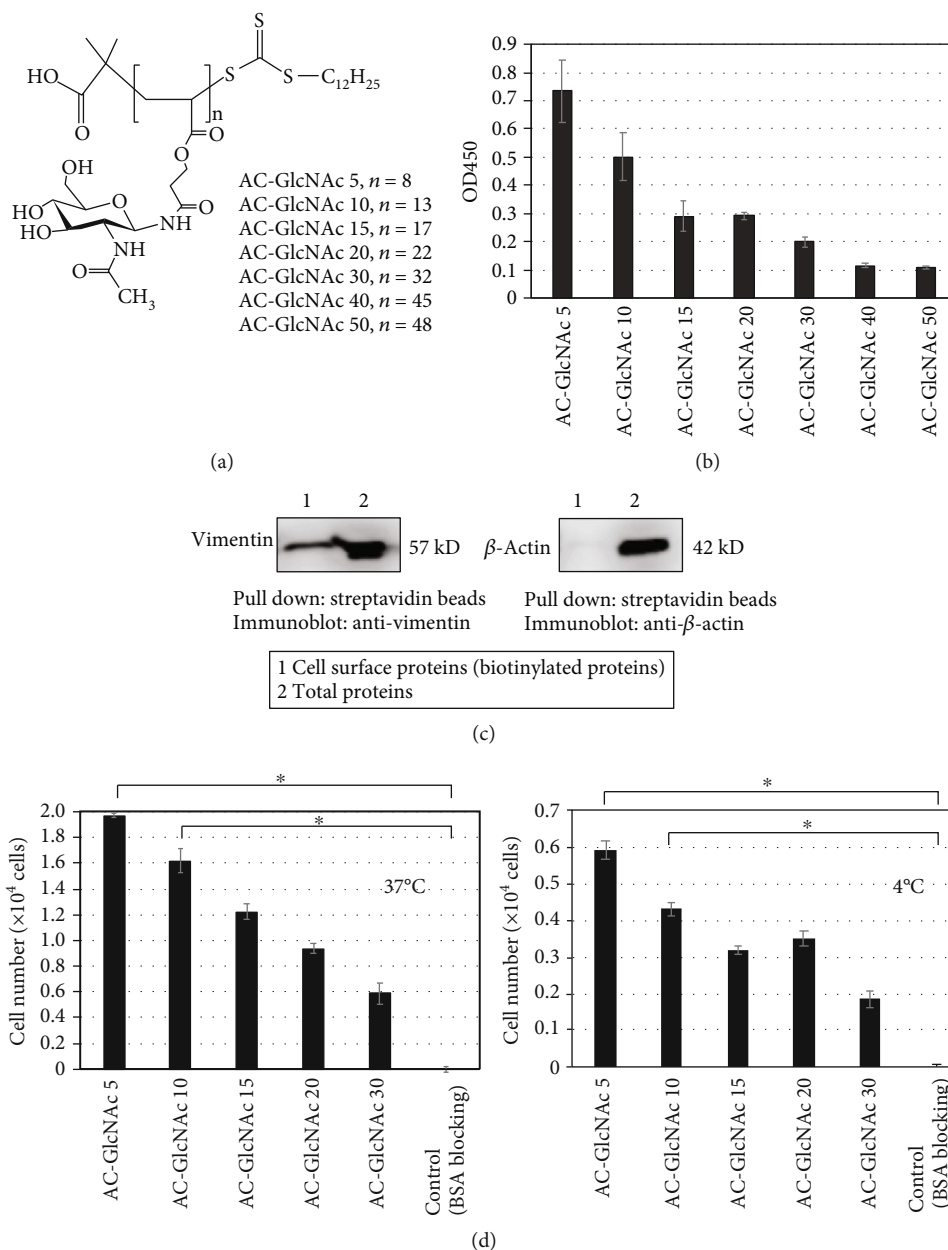 HO
O
n
S
S
S
C12H25
O
O
OH
HO
HO
O
N
H
O
NH
O
CH3
AC-GlcNAc 5, n = 8
AC-GlcNAc 10, n = 13
AC-GlcNAc 15, n = 17
AC-GlcNAc 20, n = 22
AC-GlcNAc 30, n = 32
AC-GlcNAc 40, n = 45
AC-GlcNAc 50, n = 48
(a)
OD450
0.9
0.8
0.7
0.6
0.5
0.4
0.3
0.2
0.1
0
AC-GlcNAc 5
AC-GlcNAc 10
AC-GlcNAc 15
AC-GlcNAc 20
AC-GlcNAc 30
AC-GlcNAc 40
AC-GlcNAc 50
(b)
1 2
Vimentin 57 kD
Pull down: streptavidin beads
Immunoblot: anti-vimentin
1 2
β-Actin 42 kD
Pull down: streptavidin beads
Immunoblot: anti-β-actin
1 Cell surface proteins (biotinylated proteins)
2 Total proteins
(c)
Cell number (×10⁴ cells)
2.0
1.8
1.6
1.4
1.2
1.0
0.8
0.6
0.4
0.2
0
*
*
37°C
AC-GlcNAc 5
AC-GlcNAc 10
AC-GlcNAc 15
AC-GlcNAc 20
AC-GlcNAc 30
Control
(BSA blocking)
Cell number (×10⁴ cells)
0.7
0.6
0.5
0.4
0.3
0.2
0.1
0
*
*
4°C
AC-GlcNAc 5
AC-GlcNAc 10
AC-GlcNAc 15
AC-GlcNAc 20
AC-GlcNAc 30
Control
(BSA blocking)
(d)